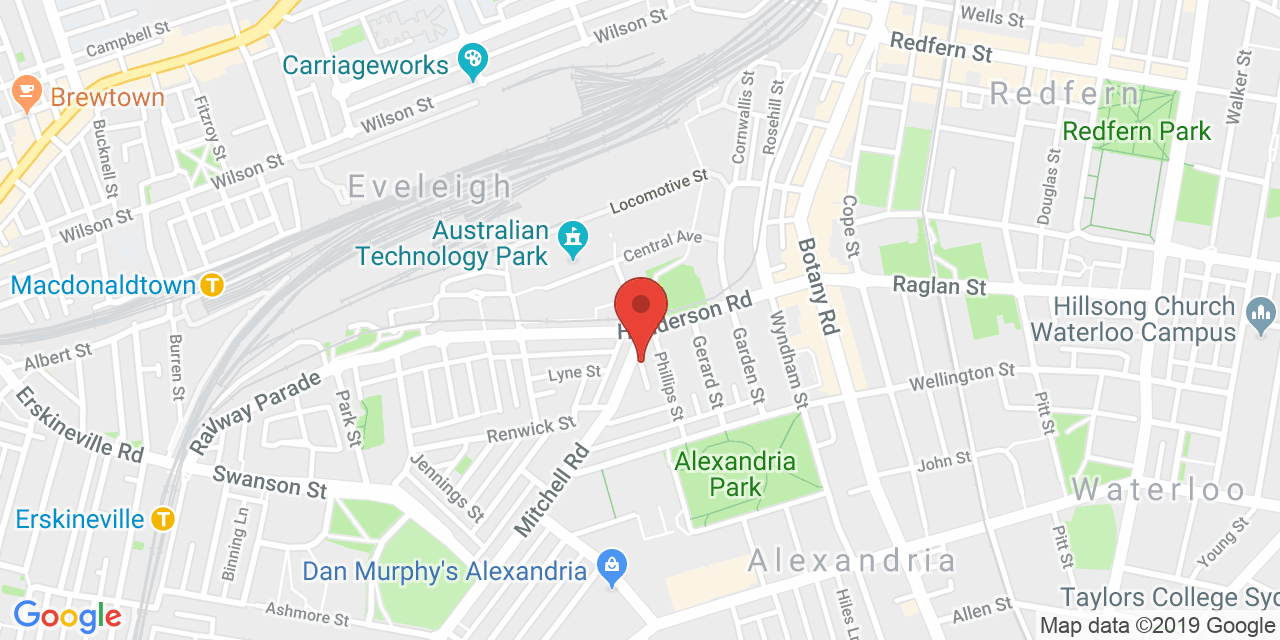 Campbell St
Wilson St
Wells St
Redfern St
Carriageworks
Brewtown
Redfern
Walker St
Fitzroy St
Wilson St
Cornwallis St
Rosehill St
Redfern Park
Bucknell St
Wilson St
Eveleigh
Locomotive St
Douglas St
Wilson St
Australian
Technology Park
Central Ave
Cope St
Botany Rd
Macdonaldtown
T
Raglan St
Henderson Rd
Hillsong Church
Waterloo Campus
Albert St
Burren St
Lyne St
Phillips St
Gerard St
Garden St
Wyndham St
Wellington St
Railway Parade
Park St
Pitt St
Erskineville Rd
Renwick St
Swanson St
Jennings St
Mitchell Rd
Alexandria
Park
John St
Waterloo
Erskineville
T
Binning Ln
Pitt St
Young St
Dan Murphy's Alexandria
Alexandria
Google
Ashmore St
Hiles Ln
Allen St
Taylors College Syd
Map data ©2019 Google